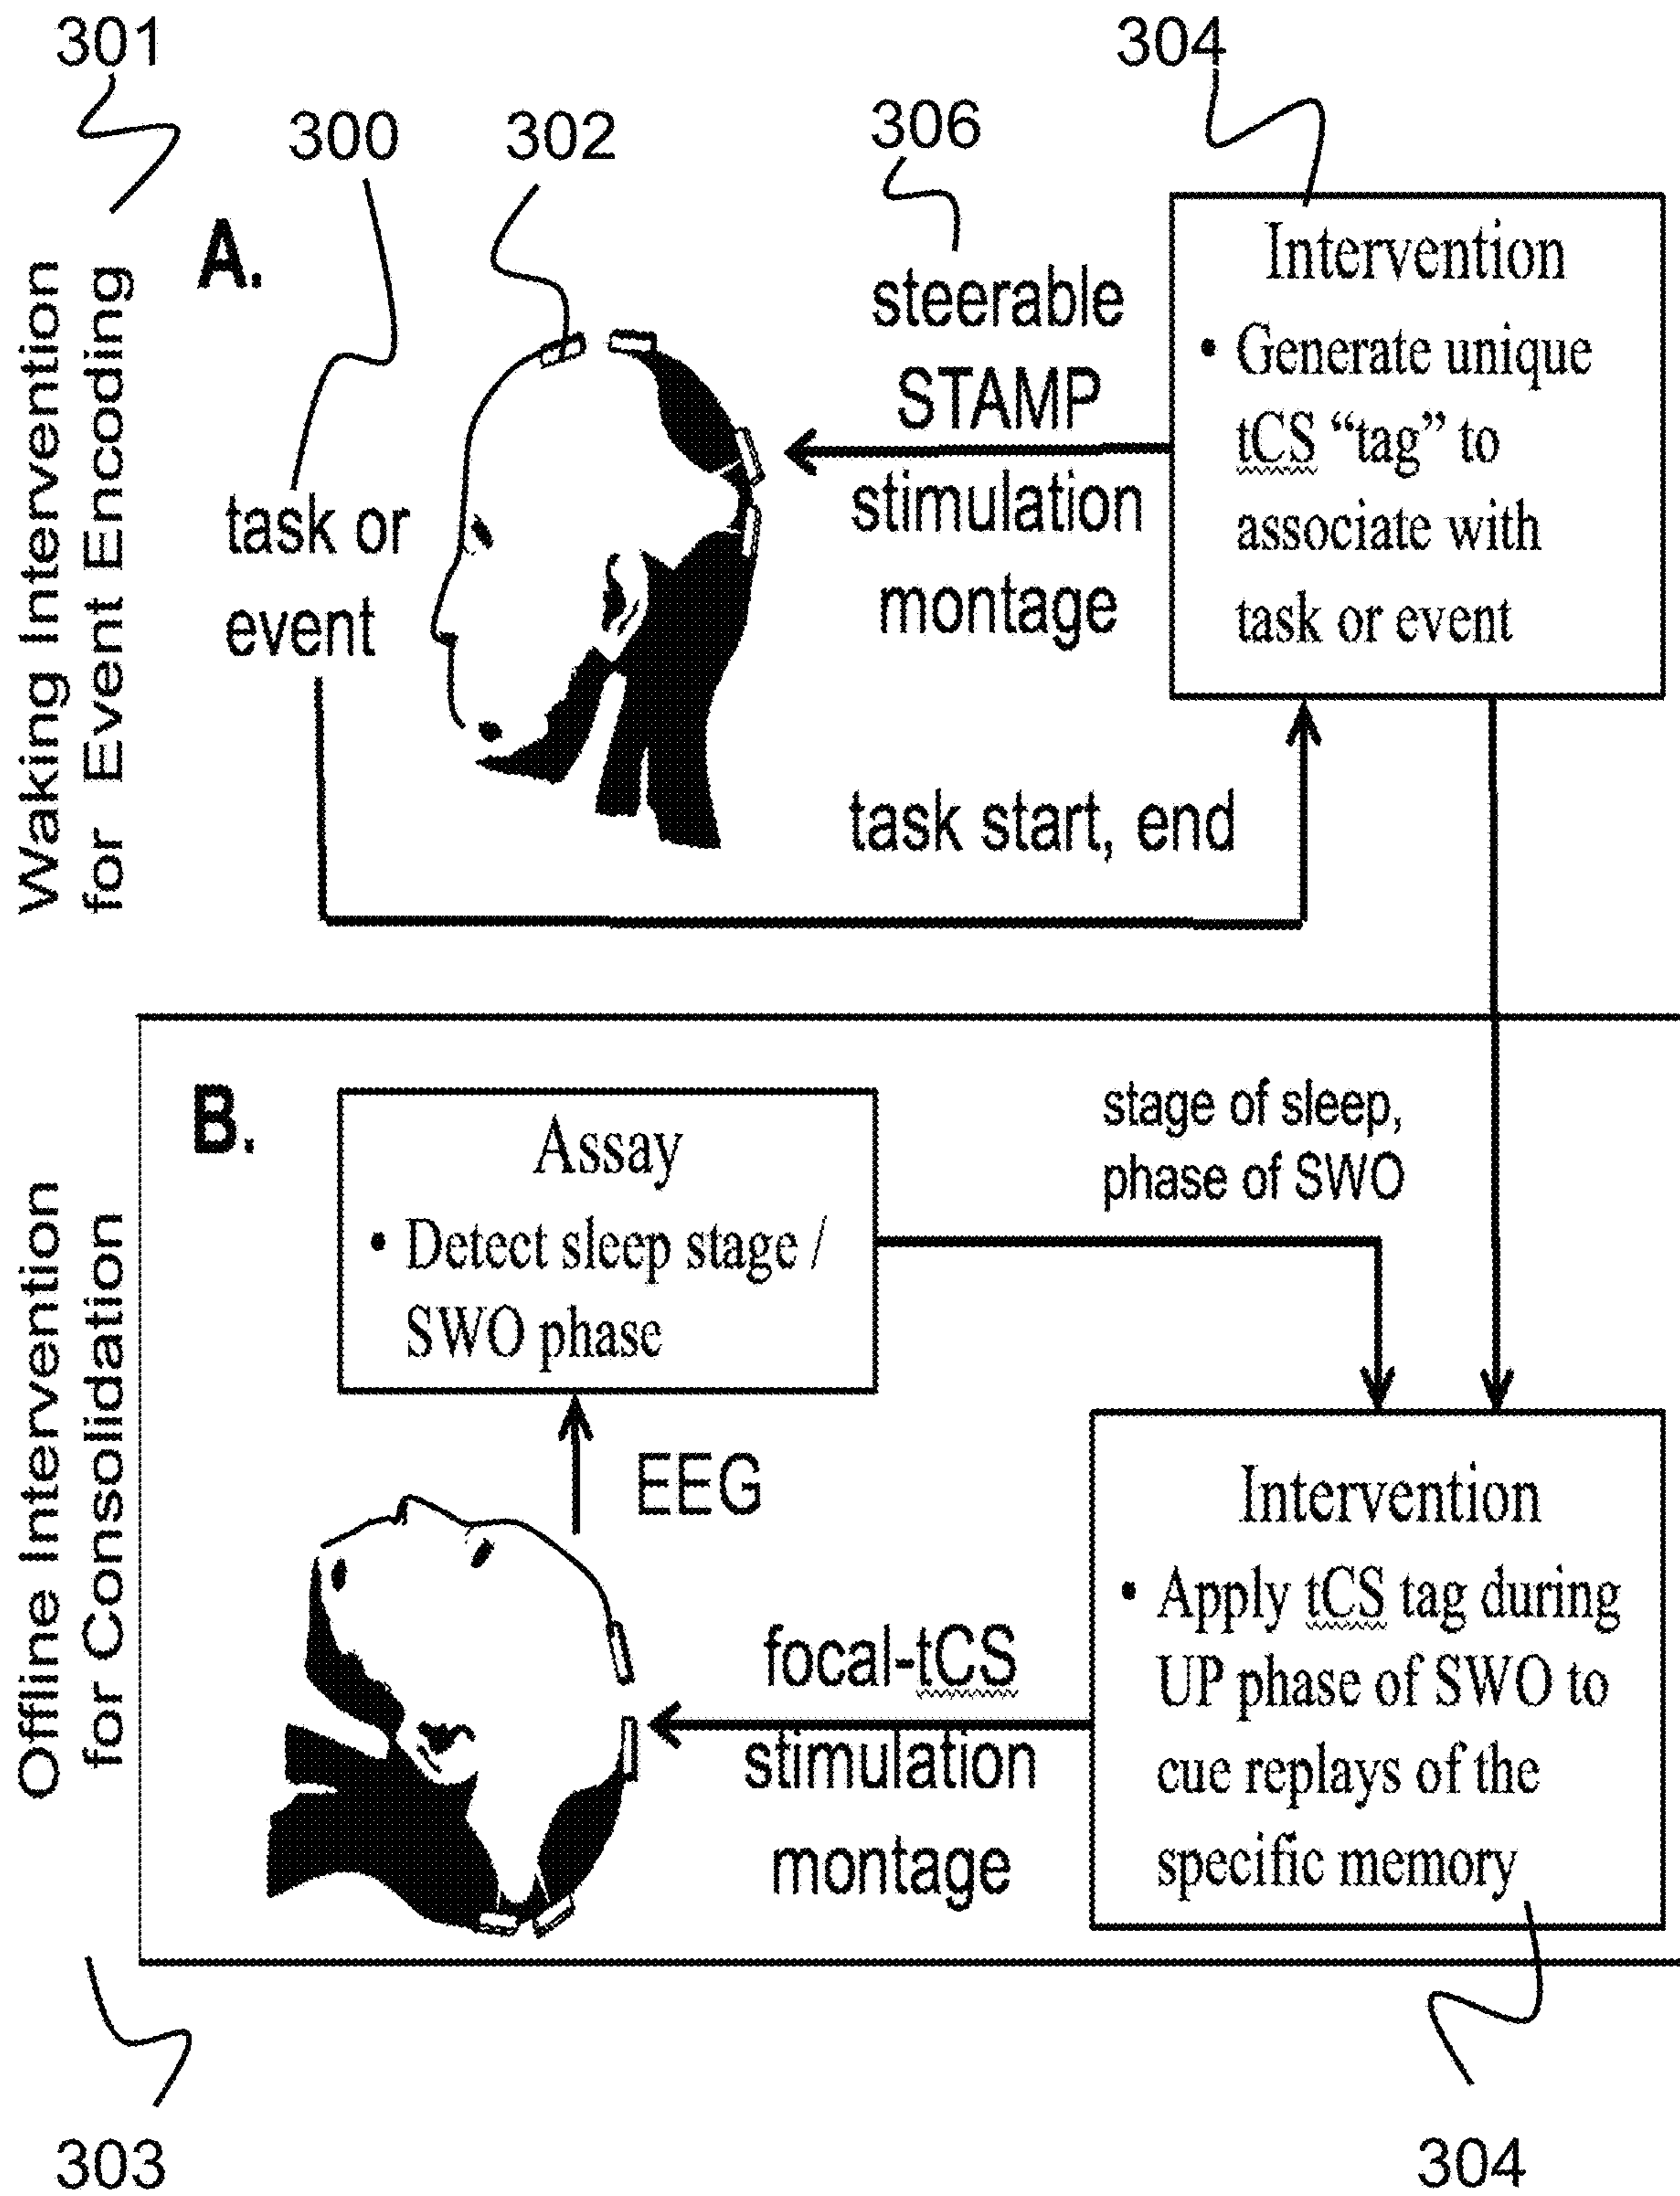 301
304
300
302
306
Waking Intervention
for Event Encoding
A.
task or
event
steerable
STAMP
stimulation
montage
Intervention
• Generate unique
tCS “tag” to
associate with
task or event
task start, end
Offline Intervention
for Consolidation
B.
Assay
• Detect sleep stage /
SWO phase
stage of sleep,
phase of SWO
EEG
focal-tCS
stimulation
montage
Intervention
• Apply tCS tag during
UP phase of SWO to
cue replays of the
specific memory
303
304